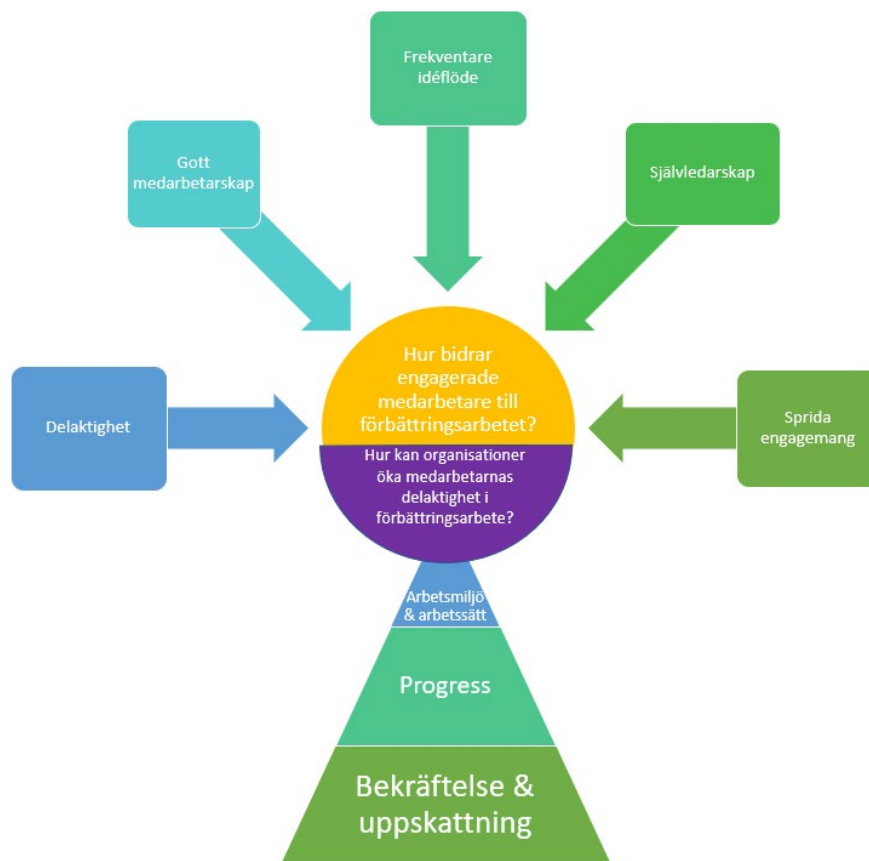 Frekventare
idéflöde
Gott
medarbetarskap
Självledarskap
Delaktighet
Hur bidrar
engagerade
medarbetare till
förbättringsarbetet?
Sprida
engagemang
Hur kan organisationer
öka medarbetarnas
delaktighet i
förbättringsarbete?
Arbetsmiljö
& arbetssätt
Progress
Bekräftelse &
uppskattning